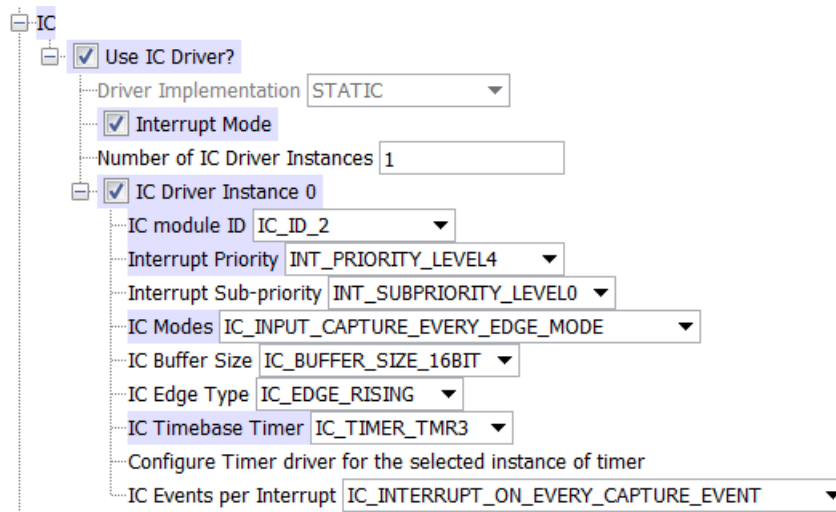 IC
Use IC Driver?
Driver Implementation STATIC
Interrupt Mode
Number of IC Driver Instances 1
IC Driver Instance 0
IC module ID IC_ID_2
Interrupt Priority INT_PRIORITY_LEVEL4
Interrupt Sub-priority INT_SUBPRIORITY_LEVEL0
IC Modes IC_INPUT_CAPTURE_EVERY_EDGE_MODE
IC Buffer Size IC_BUFFER_SIZE_16BIT
IC Edge Type IC_EDGE_RISING
IC Timebase Timer IC_TIMER_TMR3
Configure Timer driver for the selected instance of timer
IC Events per Interrupt IC_INTERRUPT_ON_EVERY_CAPTURE_EVENT